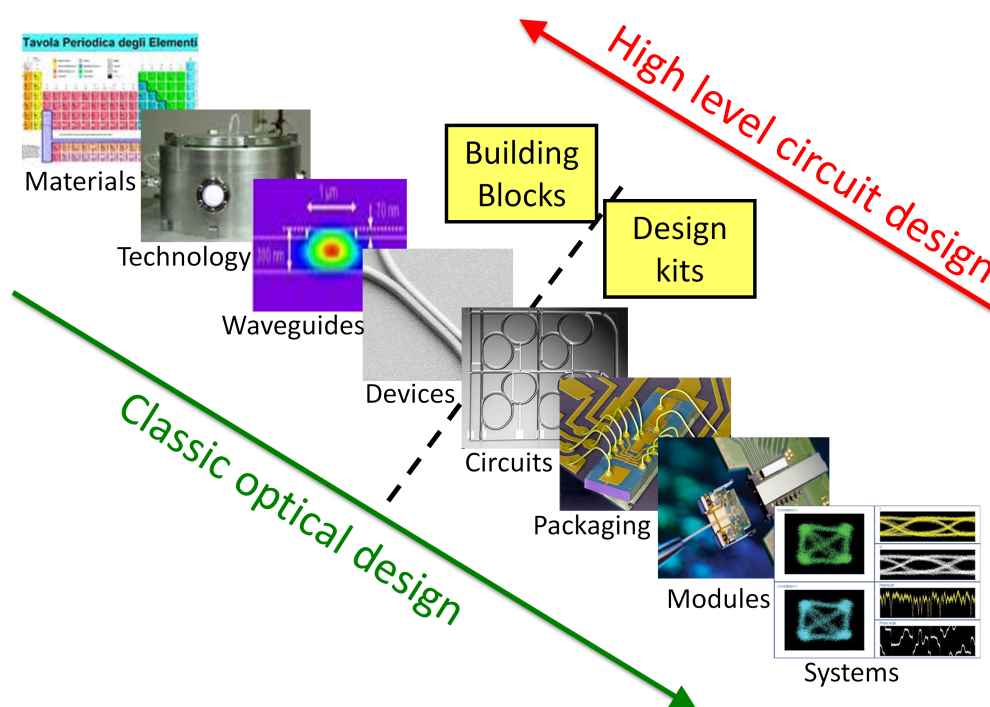 Tavola Periodica degli Elementi
Materials
Technology
1 µm
70 nm
300 nm
Waveguides
Devices
Circuits
Packaging
Modules
Systems
Building
Blocks
Design
kits
High level circuit design
Classic optical design